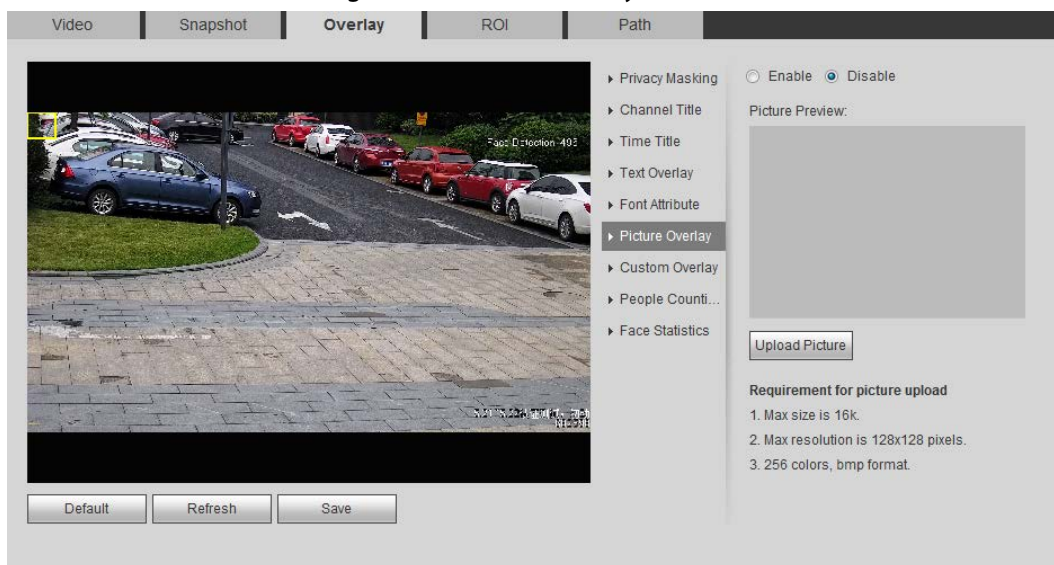 Video
Snapshot
Overlay
ROI
Path
Face Detection-496
Privacy Masking
Channel Title
Time Title
Text Overlay
Font Attribute
Picture Overlay
Custom Overlay
People Counti...
Face Statistics
Enable
Disable
Picture Preview:
Upload Picture
Requirement for picture upload
1. Max size is 16k.
2. Max resolution is 128x128 pixels.
3. 256 colors, bmp format.
Default
Refresh
Save